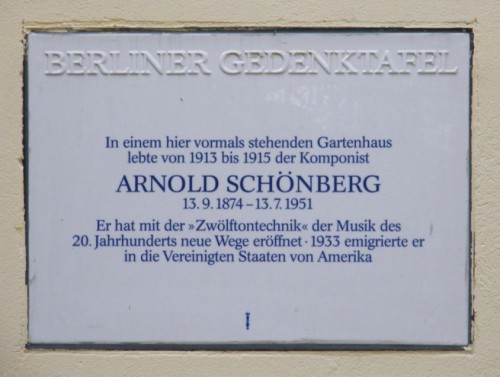 BERLINER GEDENKTAFEL
In einem hier vormals stehenden Gartenhaus
lebte von 1913 bis 1915 der Komponist
ARNOLD SCHÖNBERG
13. 9. 1874 – 13. 7. 1951
Er hat mit der »Zwölftontechnik« der Musik des
20. Jahrhunderts neue Wege eröffnet · 1933 emigrierte er
in die Vereinigten Staaten von Amerika